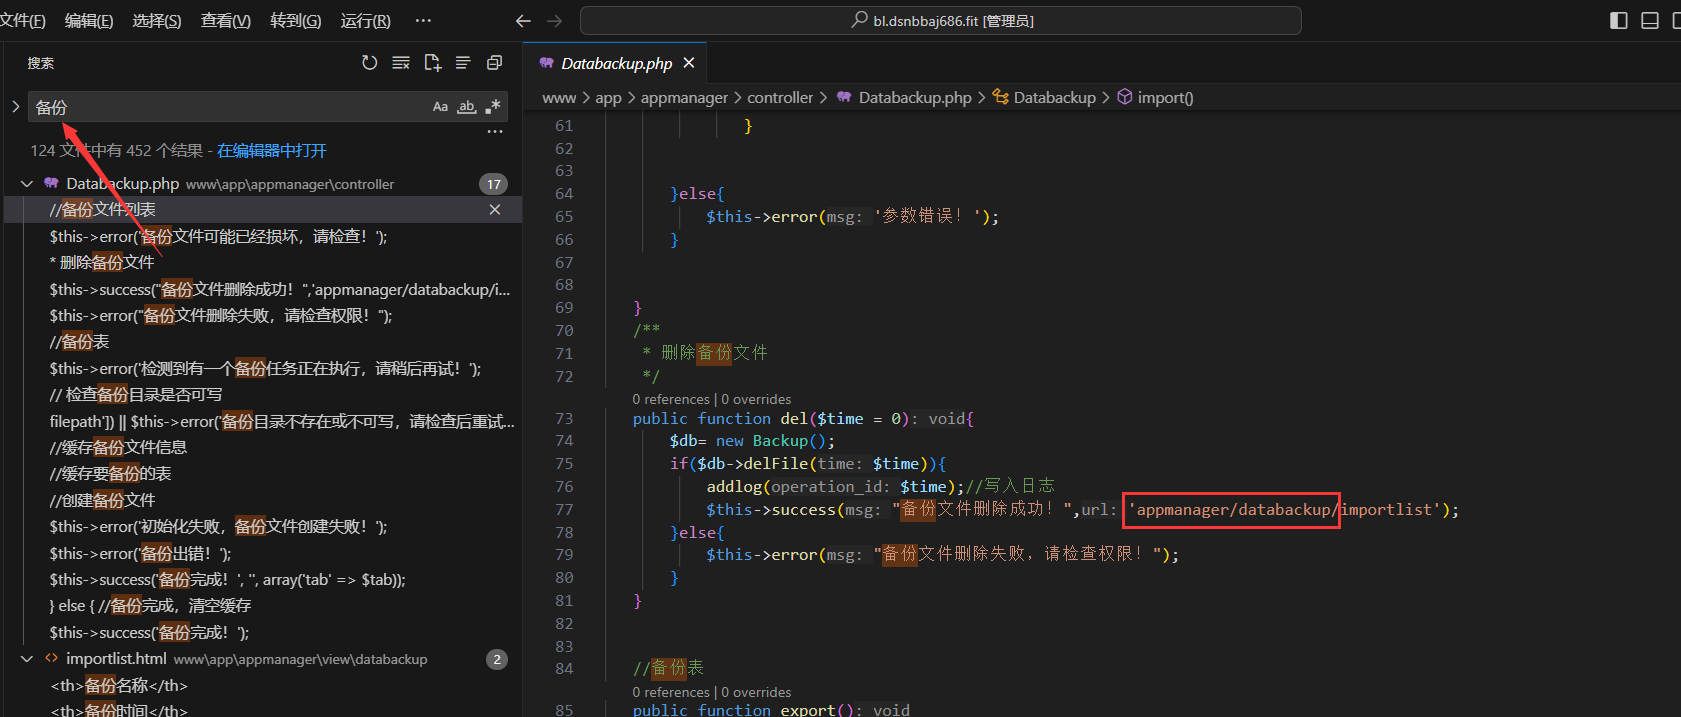 文件(F) 编辑(E) 选择(S) 查看(V) 转到(G) 运行(R) ···
bl.dsnbbaj686.fit [管理员]
搜索
备份
Aa ab
124 文件中有 452 个结果 - 在编辑器中打开
Databackup.php www\app\appmanager\controller 17
//备份文件列表
$this->error('备份文件可能已经损坏，请检查！');
* 删除备份文件
$this->success("备份文件删除成功！",'appmanager/databackup/i...
$this->error("备份文件删除失败，请检查权限！");
//备份表
$this->error('检测到有一个备份任务正在执行，请稍后再试！');
// 检查备份目录是否可写
filepath']) || $this->error('备份目录不存在或不可写，请检查后重试...
//缓存备份文件信息
//缓存要备份的表
//创建备份文件
$this->error('初始化失败，备份文件创建失败！');
$this->error('备份出错！');
$this->success('备份完成！', '', array('tab' => $tab));
} else { //备份完成，清空缓存
$this->success('备份完成！');
importlist.html www\app\appmanager\view\databackup 2
<th>备份名称</th>
<th>备份时间</th>
Databackup.php
www > app > appmanager > controller > Databackup.php > Databackup > import()
61 }
62
63
64 }else{
65 $this->error(msg: '参数错误！');
66 }
67
68
69 }
70 /**
71 * 删除备份文件
72 */
0 references | 0 overrides
73 public function del($time = 0): void{
74 $db= new Backup();
75 if($db->delFile(time: $time)){
76 addlog(operation_id: $time);//写入日志
77 $this->success(msg: "备份文件删除成功！",url: 'appmanager/databackup/importlist');
78 }else{
79 $this->error(msg: "备份文件删除失败，请检查权限！");
80 }
81 }
82
83
84 //备份表
0 references | 0 overrides
85 public function export(): void